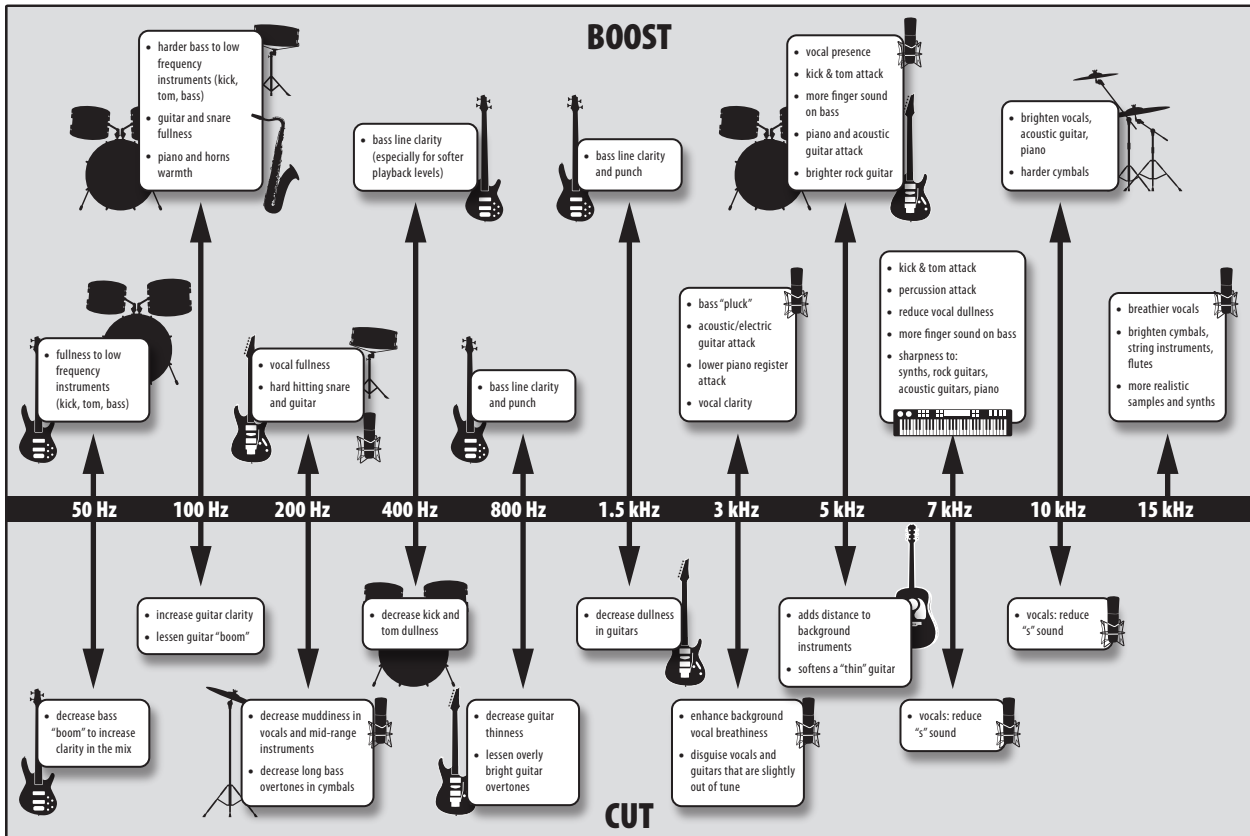 BOOST
• harder bass to low
frequency
instruments (kick,
tom, bass)
• guitar and snare
fullness
• piano and horns
warmth
• bass line clarity
(especially for softer
playback levels)
• bass line clarity
and punch
• vocal presence
• kick & tom attack
• more finger sound
on bass
• piano and acoustic
guitar attack
• brighter rock guitar
• brighten vocals,
acoustic guitar,
piano
• harder cymbals
• fullness to low
frequency
instruments
(kick, tom, bass)
• vocal fullness
• hard hitting snare
and guitar
• bass line clarity
and punch
• bass “pluck”
• acoustic/electric
guitar attack
• lower piano register
attack
• vocal clarity
• kick & tom attack
• percussion attack
• reduce vocal dullness
• more finger sound on bass
• sharpness to:
synths, rock guitars,
acoustic guitars, piano
• breathier vocals
• brighten cymbals,
string instruments,
flutes
• more realistic
samples and synths
50 Hz 100 Hz 200 Hz 400 Hz 800 Hz 1.5 kHz 3 kHz 5 kHz 7 kHz 10 kHz 15 kHz
• increase guitar clarity
• lessen guitar “boom”
• decrease kick and
tom dullness
• decrease dullness
in guitars
• adds distance to
background
instruments
• softens a “thin” guitar
• vocals: reduce
“s” sound
• decrease bass
“boom” to increase
clarity in the mix
• decrease muddiness in
vocals and mid-range
instruments
• decrease long bass
overtones in cymbals
• decrease guitar
thinness
• lessen overly
bright guitar
overtones
• enhance background
vocal breathiness
• disguise vocals and
guitars that are slightly
out of tune
• vocals: reduce
“s” sound
CUT